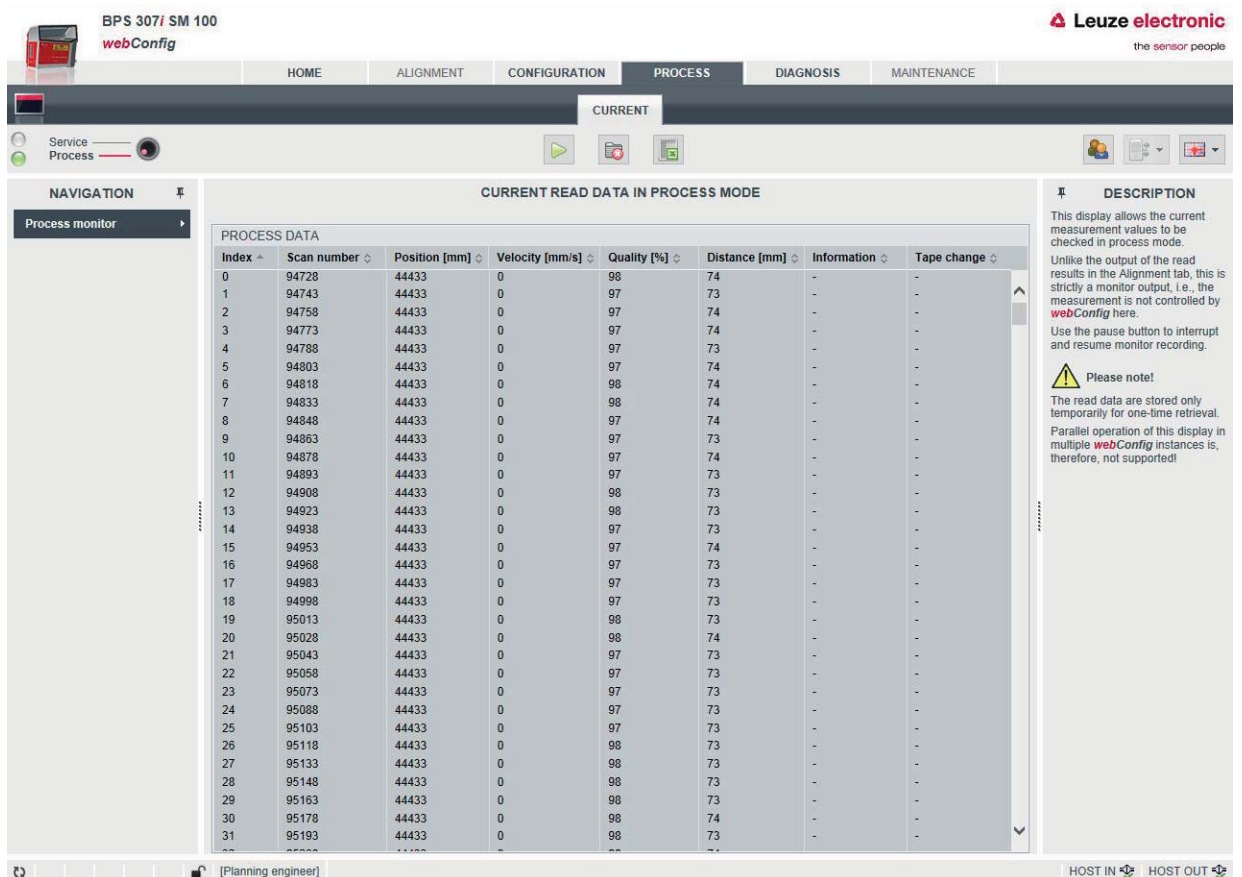 BPS 307i SM 100
webConfig
Leuze electronic
the sensor people
HOME ALIGNMENT CONFIGURATION PROCESS DIAGNOSIS MAINTENANCE
CURRENT
Service
Process
NAVIGATION
Process monitor
CURRENT READ DATA IN PROCESS MODE
PROCESS DATA
Index Scan number Position [mm] Velocity [mm/s] Quality [%] Distance [mm] Information Tape change
0 94728 44433 0 98 74 - -
1 94743 44433 0 97 73 - -
2 94758 44433 0 97 74 - -
3 94773 44433 0 97 74 - -
4 94788 44433 0 97 73 - -
5 94803 44433 0 97 74 - -
6 94818 44433 0 98 74 - -
7 94833 44433 0 98 74 - -
8 94848 44433 0 97 74 - -
9 94863 44433 0 97 73 - -
10 94878 44433 0 97 74 - -
11 94893 44433 0 97 73 - -
12 94908 44433 0 98 73 - -
13 94923 44433 0 98 73 - -
14 94938 44433 0 97 73 - -
15 94953 44433 0 97 74 - -
16 94968 44433 0 97 73 - -
17 94983 44433 0 97 73 - -
18 94998 44433 0 97 73 - -
19 95013 44433 0 98 73 - -
20 95028 44433 0 98 74 - -
21 95043 44433 0 97 73 - -
22 95058 44433 0 97 73 - -
23 95073 44433 0 97 73 - -
24 95088 44433 0 97 73 - -
25 95103 44433 0 97 73 - -
26 95118 44433 0 98 73 - -
27 95133 44433 0 98 73 - -
28 95148 44433 0 98 73 - -
29 95163 44433 0 98 73 - -
30 95178 44433 0 98 74 - -
31 95193 44433 0 98 73 - -
DESCRIPTION
This display allows the current
measurement values to be
checked in process mode.
Unlike the output of the read
results in the Alignment tab, this is
strictly a monitor output, i.e., the
measurement is not controlled by
webConfig here.
Use the pause button to interrupt
and resume monitor recording.
Please note!
The read data are stored only
temporarily for one-time retrieval.
Parallel operation of this display in
multiple webConfig instances is,
therefore, not supported!
[Planning engineer]
HOST IN HOST OUT